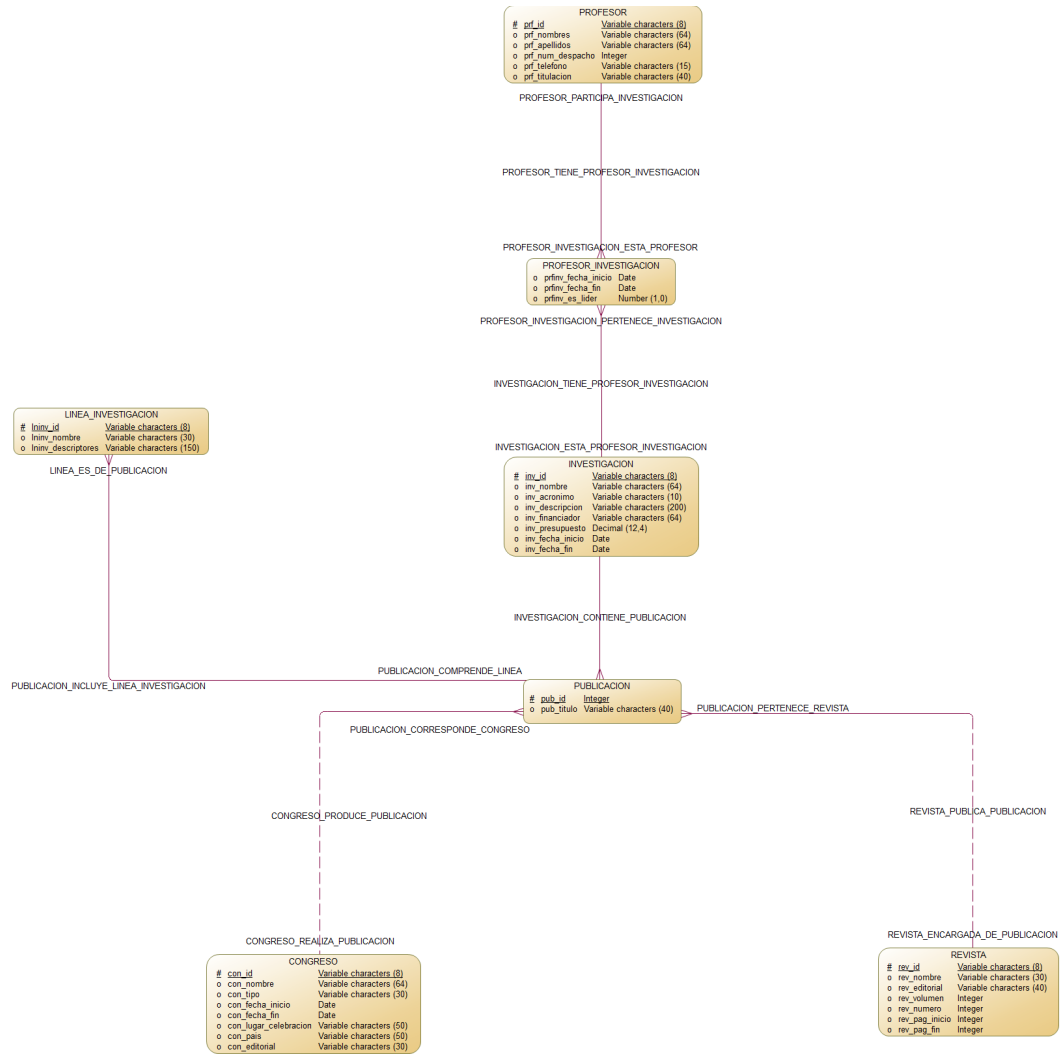 PROFESOR
# prf_id Variable characters (8)
o prf_nombres Variable characters (64)
o prf_apellidos Variable characters (64)
o prf_num_despacho Integer
o prf_telefono Variable characters (15)
o prf_titulacion Variable characters (40)
PROFESOR_PARTICIPA_INVESTIGACION
PROFESOR_TIENE_PROFESOR_INVESTIGACION
PROFESOR_INVESTIGACION_ESTA_PROFESOR
PROFESOR_INVESTIGACION
o prfinv_fecha_inicio Date
o prfinv_fecha_fin Date
o prfinv_es_lider Number (1,0)
PROFESOR_INVESTIGACION_PERTENECE_INVESTIGACION
INVESTIGACION_TIENE_PROFESOR_INVESTIGACION
LINEA_INVESTIGACION
# lninv_id Variable characters (8)
o lninv_nombre Variable characters (30)
o lninv_descriptores Variable characters (150)
LINEA_ES_DE_PUBLICACION
INVESTIGACION_ESTA_PROFESOR_INVESTIGACION
INVESTIGACION
# inv_id Variable characters (8)
o inv_nombre Variable characters (64)
o inv_acronimo Variable characters (10)
o inv_descripcion Variable characters (200)
o inv_financiador Variable characters (64)
o inv_presupuesto Decimal (12,4)
o inv_fecha_inicio Date
o inv_fecha_fin Date
INVESTIGACION_CONTIENE_PUBLICACION
PUBLICACION_COMPRENDE_LINEA
PUBLICACION_INCLUYE_LINEA_INVESTIGACION
PUBLICACION
# pub_id Integer
o pub_titulo Variable characters (40)
PUBLICACION_PERTENECE_REVISTA
PUBLICACION_CORRESPONDE_CONGRESO
CONGRESO_PRODUCE_PUBLICACION
REVISTA_PUBLICA_PUBLICACION
CONGRESO_REALIZA_PUBLICACION
REVISTA_ENCARGADA_DE_PUBLICACION
CONGRESO
# con_id Variable characters (8)
o con_nombre Variable characters (64)
o con_tipo Variable characters (30)
o con_fecha_inicio Date
o con_fecha_fin Date
o con_lugar_celebracion Variable characters (50)
o con_pais Variable characters (50)
o con_editorial Variable characters (30)
REVISTA
# rev_id Variable characters (8)
o rev_nombre Variable characters (30)
o rev_editorial Variable characters (40)
o rev_volumen Integer
o rev_numero Integer
o rev_pag_inicio Integer
o rev_pag_fin Integer